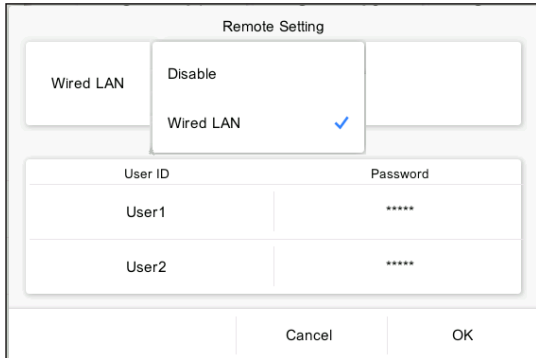 Remote Setting
Wired LAN
Disable
Wired LAN
User ID Password
User1 *****
User2 *****
Cancel OK